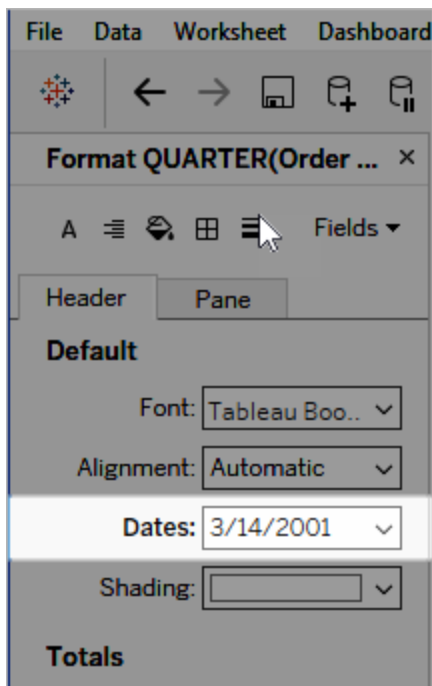 File Data Worksheet Dashboard
Format QUARTER(Order ... ×
A Fields
Header Pane
Default
Font: Tableau Boo..
Alignment: Automatic
Dates: 3/14/2001
Shading:
Totals